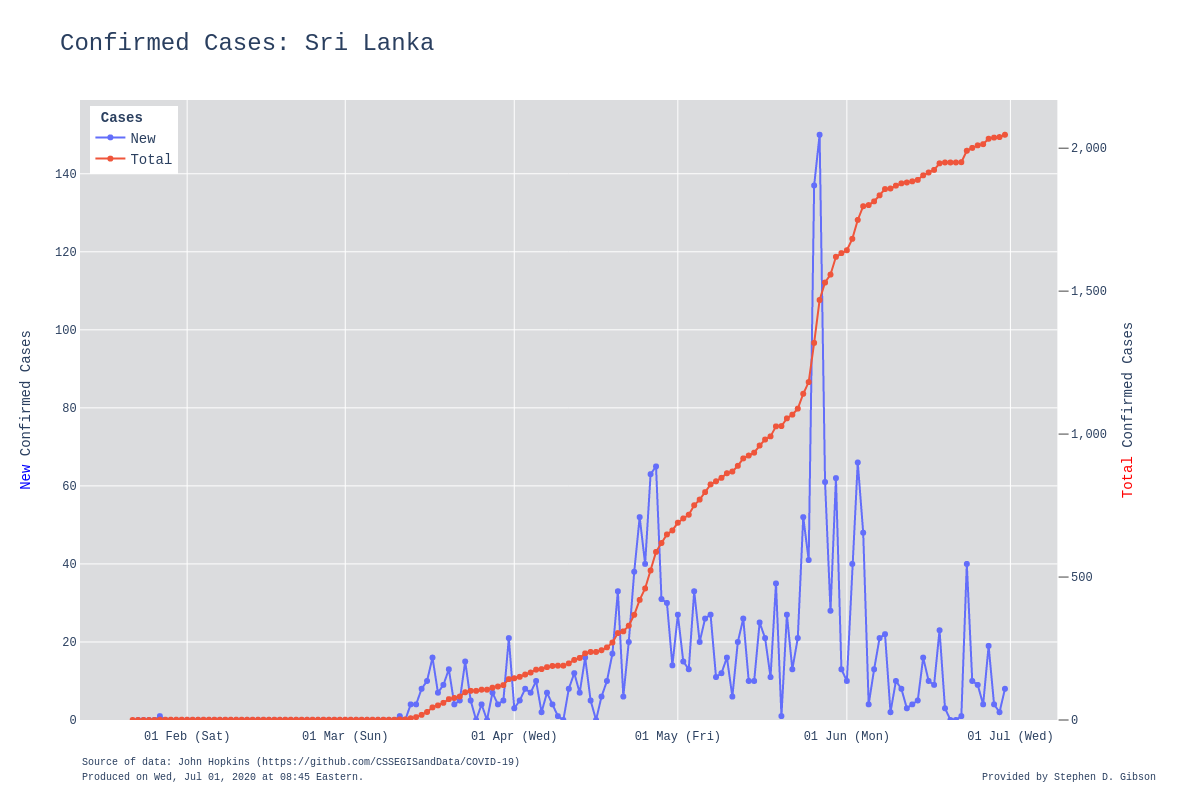 Confirmed Cases: Sri Lanka
Cases
New
Total
140
120
100
80
60
40
20
0
2,000
1,500
1,000
500
0
New Confirmed Cases
Total Confirmed Cases
01 Feb (Sat)
01 Mar (Sun)
01 Apr (Wed)
01 May (Fri)
01 Jun (Mon)
01 Jul (Wed)
Source of data: John Hopkins (https://github.com/CSSEGISandData/COVID-19)
Produced on Wed, Jul 01, 2020 at 08:45 Eastern.
Provided by Stephen D. Gibson